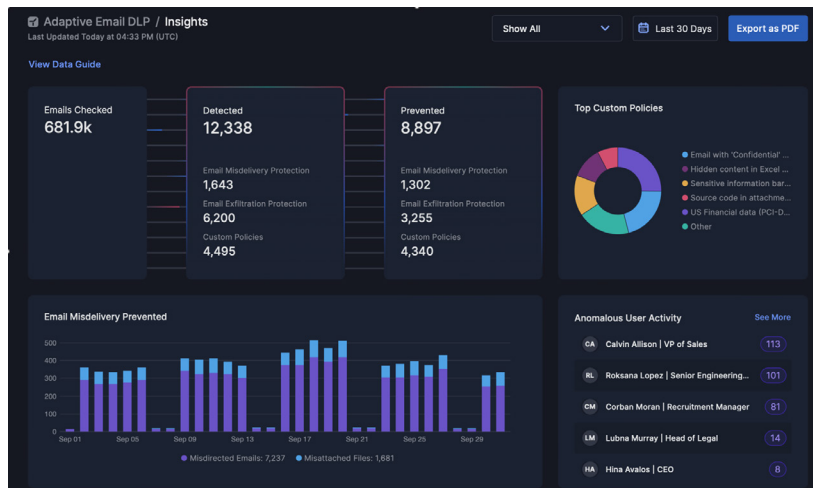 Adaptive Email DLP / Insights
Last Updated Today at 04:33 PM (UTC)
Show All
Last 30 Days
Export as PDF
View Data Guide
Emails Checked
681.9k
Detected
12,338
Email Misdelivery Protection
1,643
Email Exfiltration Protection
6,200
Custom Policies
4,495
Prevented
8,897
Email Misdelivery Protection
1,302
Email Exfiltration Protection
3,255
Custom Policies
4,340
Top Custom Policies
Email with 'Confidential' ...
Hidden content in Excel ...
Sensitive information bar...
Source code in attachme...
US Financial data (PCI-D...
Other
Email Misdelivery Prevented
500
400
300
200
100
0
Sep 01 Sep 05 Sep 09 Sep 13 Sep 17 Sep 21 Sep 25 Sep 29
Misdirected Emails: 7,237 Misattached Files: 1,681
Anomalous User Activity
See More
CA Calvin Allison | VP of Sales 113
RL Roksana Lopez | Senior Engineering... 101
CM Corban Moran | Recruitment Manager 81
LM Lubna Murray | Head of Legal 14
HA Hina Avalos | CEO 8